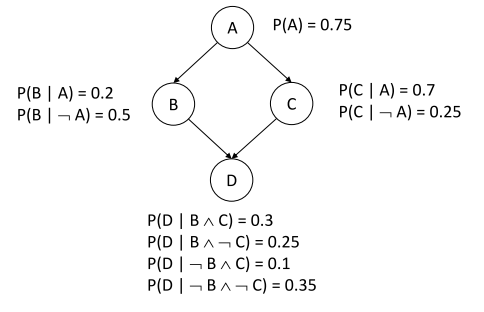 A
P(A) = 0.75
P(B | A) = 0.2
P(B | ¬ A) = 0.5
B
C
P(C | A) = 0.7
P(C | ¬ A) = 0.25
D
P(D | B ∧ C) = 0.3
P(D | B ∧ ¬ C) = 0.25
P(D | ¬ B ∧ C) = 0.1
P(D | ¬ B ∧ ¬ C) = 0.35